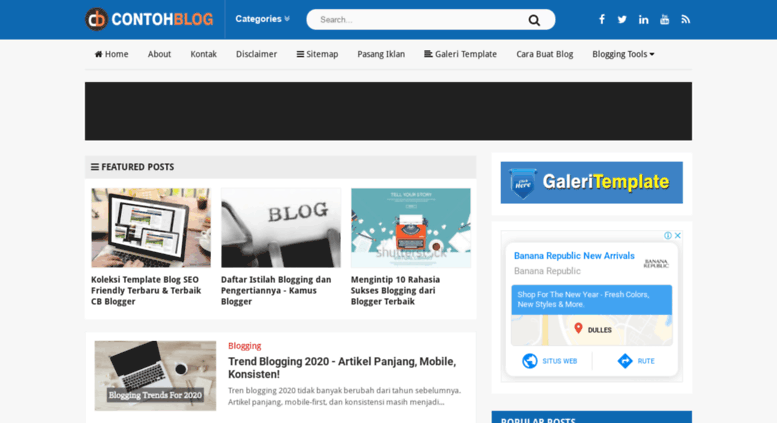 CONTOHBLOG
Categories
Search...
Home About Kontak Disclaimer Sitemap Pasang Iklan Galeri Template Cara Buat Blog Blogging Tools
FEATURED POSTS
BLOG
TELL YOUR STORY
shutterstock
Koleksi Template Blog SEO
Friendly Terbaru & Terbaik
CB Blogger
Daftar Istilah Blogging dan
Pengertiannya - Kamus
Blogger
Mengintip 10 Rahasia
Sukses Blogging dari
Blogger Terbaik
Blogging Trends For 2020
Blogging
Trend Blogging 2020 - Artikel Panjang, Mobile,
Konsisten!
Tren blogging 2020 tidak banyak berubah dari tahun sebelumnya.
Artikel panjang, mobile-first, dan konsistensi masih menjadi...
Click
Here
GaleriTemplate
Banana Republic New Arrivals
Banana Republic
BANANA
REPUBLIC
Shop For The New Year - Fresh Colors,
New Styles & More.
DULLES
SITUS WEB
RUTE
POPULAR POSTS